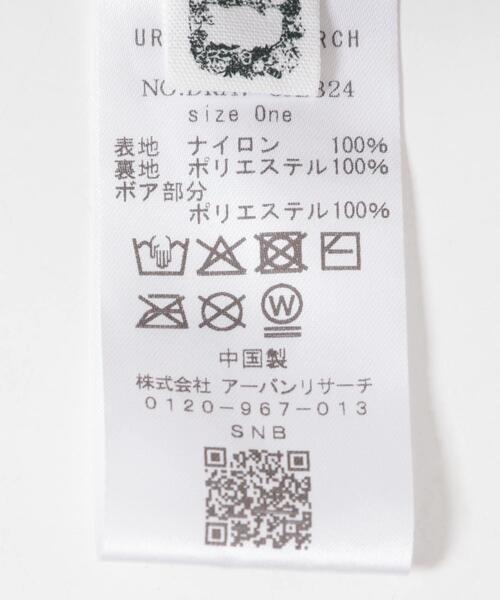 size One
表地 ナイロン 100%
裏地 ポリエステル100%
ボア部分
ポリエステル100%
W
中国製
株式会社 アーバンリサーチ
0120-967-013
SNB